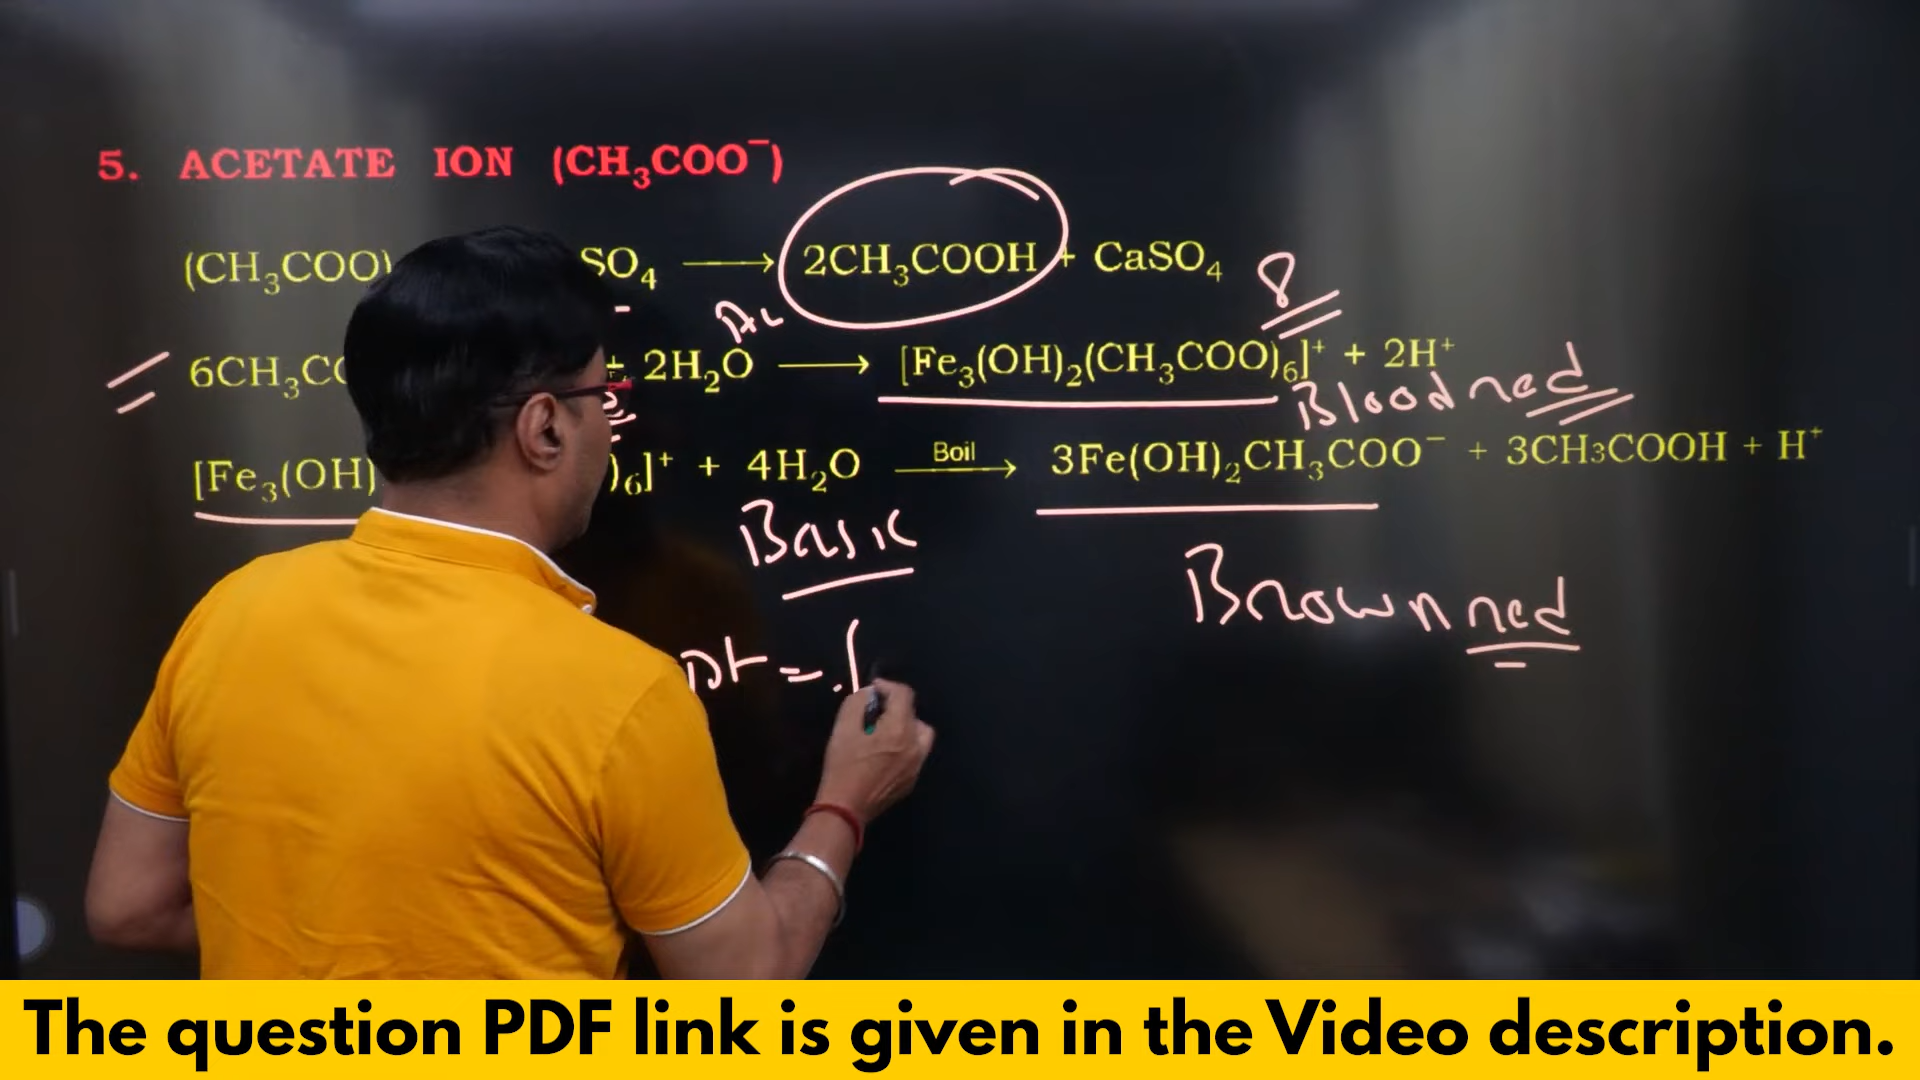 5. ACETATE ION (CH₃COO⁻)
(CH₃COO) SO₄ ⟶ 2CH₃COOH + CaSO₄
8
6CH₃C + 2H₂O ⟶ [Fe₃(OH)₂(CH₃COO)₆]⁺ + 2H⁺
Blood red
[Fe₃(OH) )₆]⁺ + 4H₂O Boil ⟶ 3Fe(OH)₂CH₃COO⁻ + 3CH₃COOH + H⁺
Basic
Brown red
The question PDF link is given in the Video description.